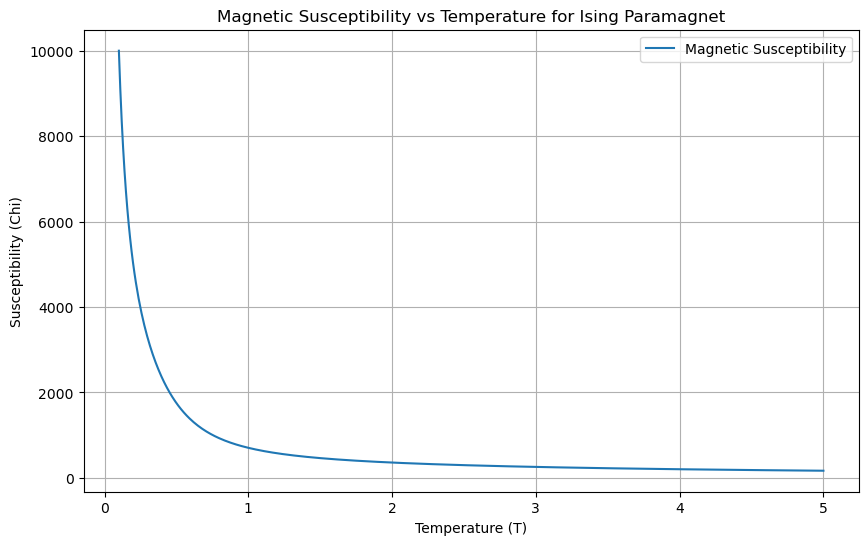 Magnetic Susceptibility vs Temperature for Ising Paramagnet
Magnetic Susceptibility
10000
8000
6000
4000
2000
0
Susceptibility (Chi)
0 1 2 3 4 5
Temperature (T)